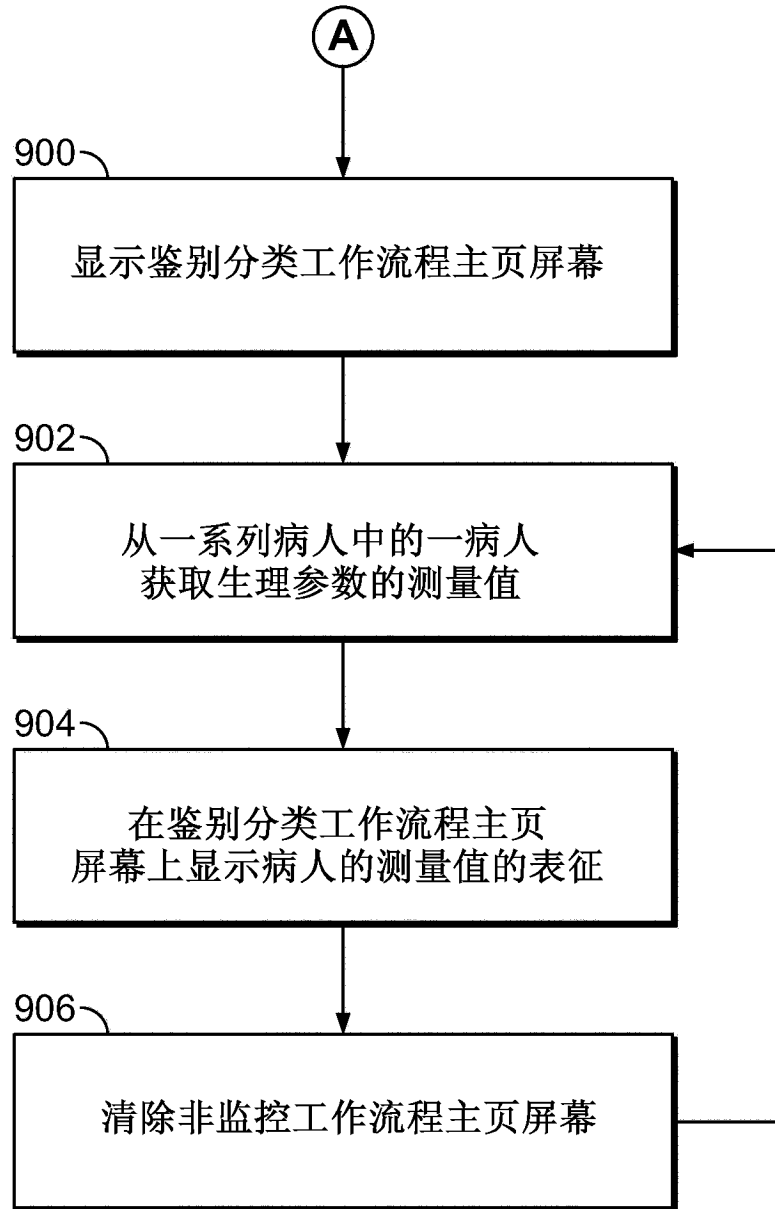 A
900
显示鉴别分类工作流程主页屏幕
902
从一系列病人中的一病人
获取生理参数的测量值
904
在鉴别分类工作流程主页
屏幕上显示病人的测量值的表征
906
清除非监控工作流程主页屏幕